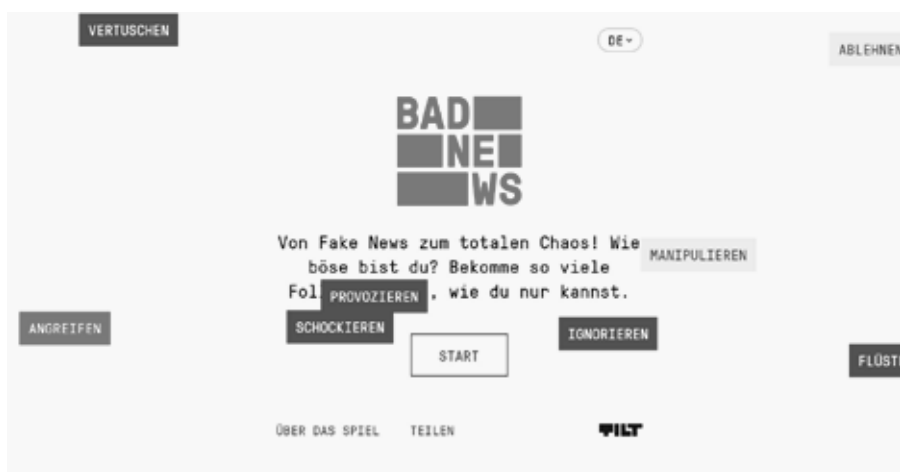 VERTUSCHEN
DE
ABLEHNEN
BAD
NE
WS
Von Fake News zum totalen Chaos! Wie
böse bist du? Bekomme so viele
MANIPULIEREN
Fol PROVOZIEREN , wie du nur kannst.
ANGREIFEN
SCHOCKIEREN
IGNORIEREN
START
FLÜST
ÜBER DAS SPIEL TEILEN TILT